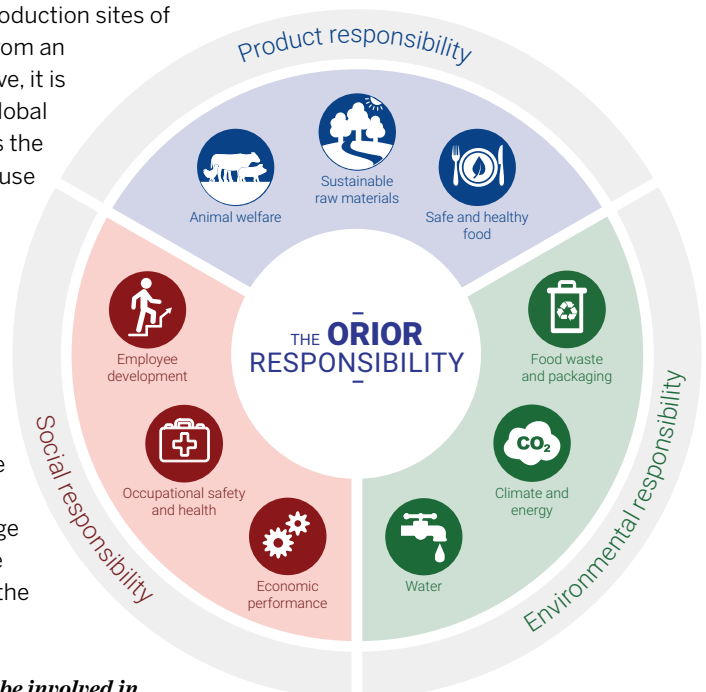 oduction sites of
om an
ve, it is
lobal
s the
use
e
ge
e
the
be involved in
Product responsibility
Animal welfare
Sustainable
raw materials
Safe and healthy
food
THE ORIOR
RESPONSIBILITY
Employee
development
Occupational safety
and health
Economic
performance
Social responsibility
Food waste
and packaging
CO₂
Climate and
energy
Water
Environmental responsibility